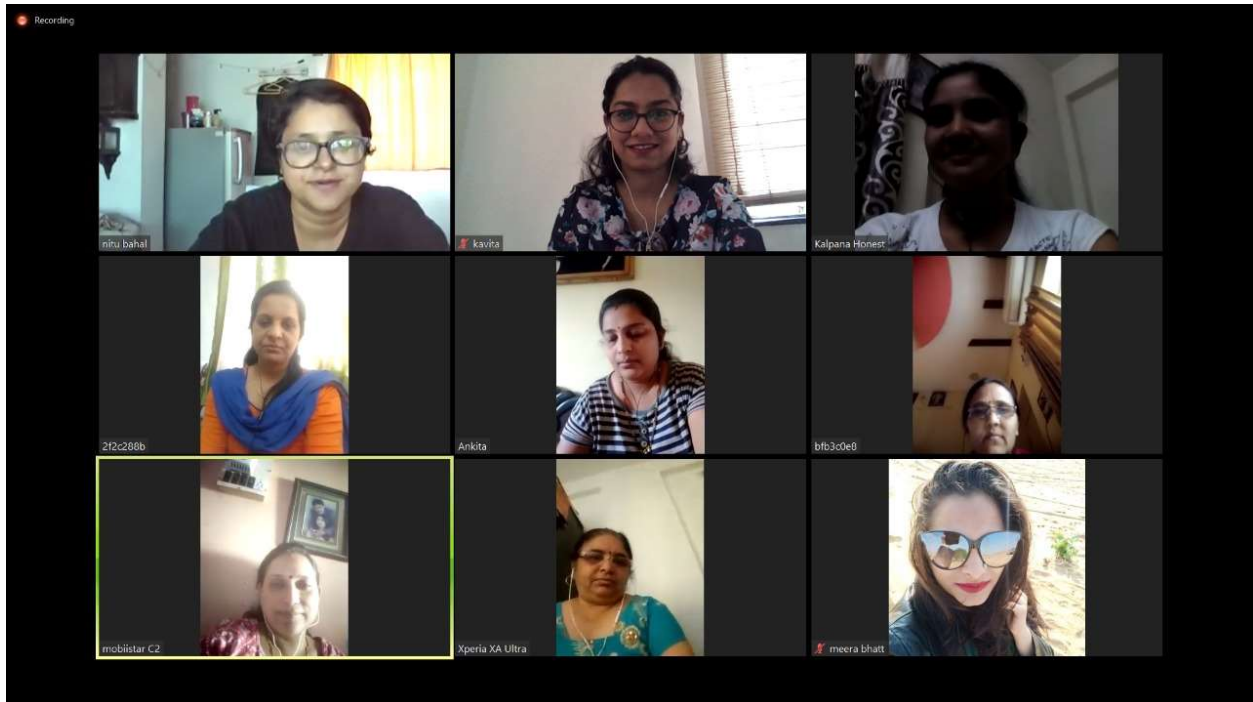 Recording
nitu bahal
kavita
Kalpana Honest
2f2c288b
Ankita
bfb3c0e8
mobiistar C2
Xperia XA Ultra
meera bhatt